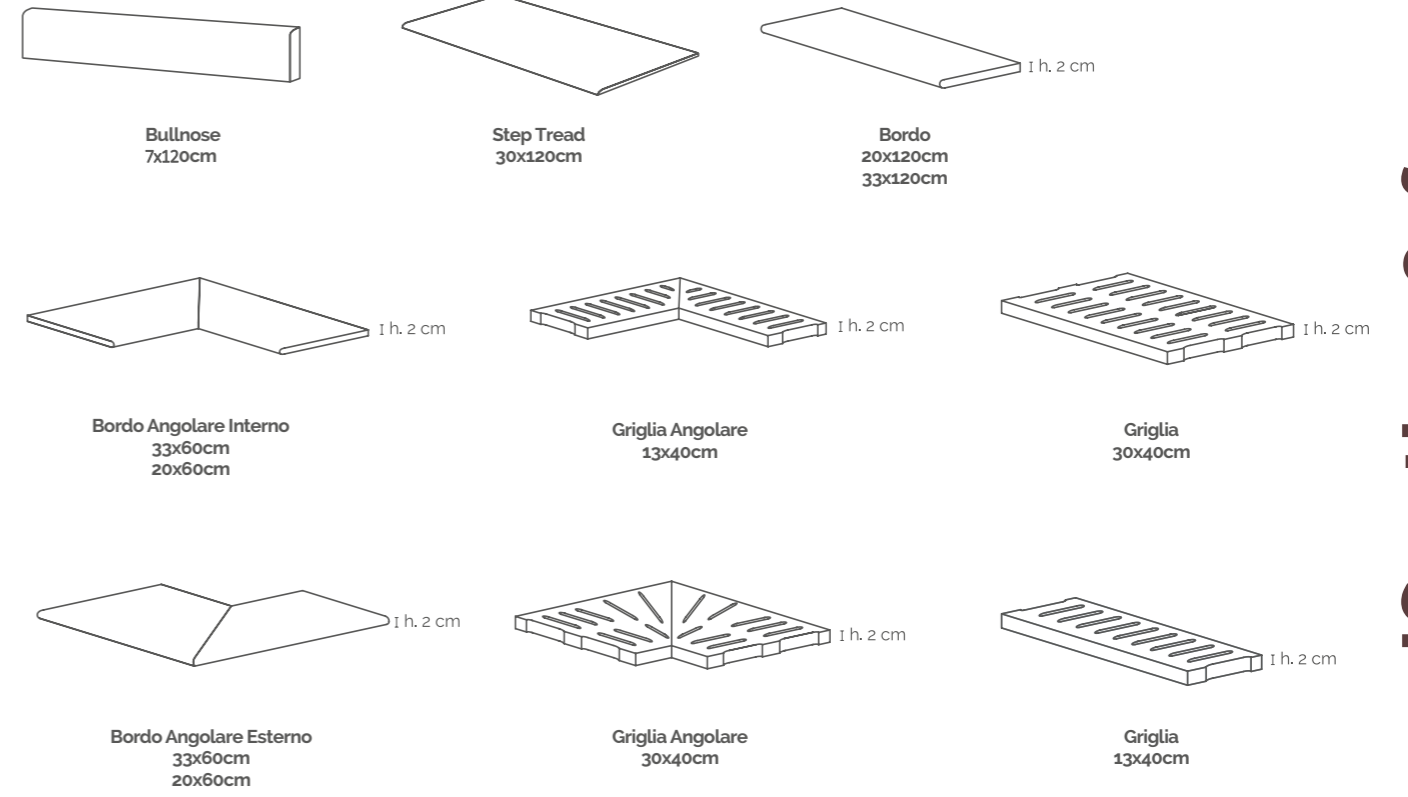 I h. 2 cm
Bullnose
7x120cm
Step Tread
30x120cm
Bordo
20x120cm
33x120cm
I h. 2 cm
I h. 2 cm
I h. 2 cm
Bordo Angolare Interno
33x60cm
20x60cm
Griglia Angolare
13x40cm
Griglia
30x40cm
I h. 2 cm
I h. 2 cm
I h. 2 cm
Bordo Angolare Esterno
33x60cm
20x60cm
Griglia Angolare
30x40cm
Griglia
13x40cm